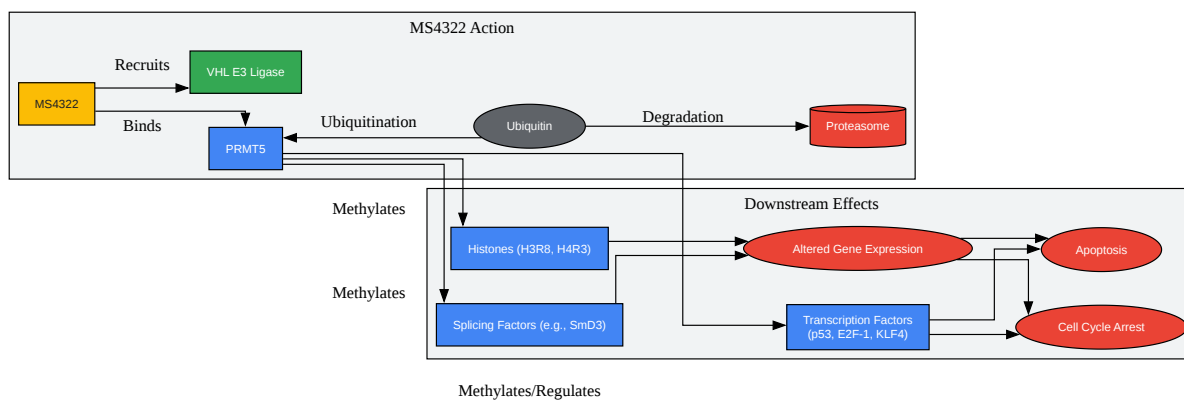 MS4322 Action
Recruits
VHL E3 Ligase
MS4322
Binds
Ubiquitination
Ubiquitin
Degradation
Proteasome
PRMT5
Methylates
Downstream Effects
Histones (H3R8, H4R3)
Altered Gene Expression
Apoptosis
Methylates
Splicing Factors (e.g., SmD3)
Transcription Factors
(p53, E2F-1, KLF4)
Cell Cycle Arrest
Methylates/Regulates